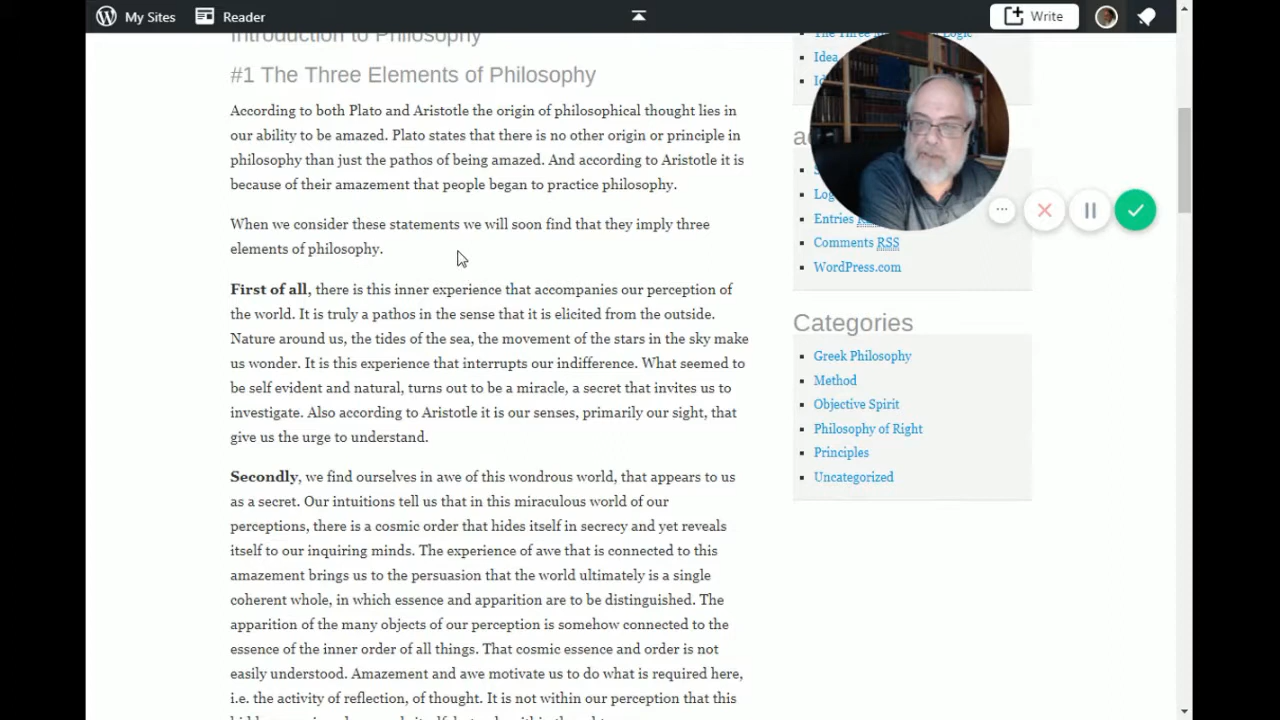 My Sites
Reader
Write
Introduction to Philosophy
#1 The Three Elements of Philosophy
According to both Plato and Aristotle the origin of philosophical thought lies in
our ability to be amazed. Plato states that there is no other origin or principle in
philosophy than just the pathos of being amazed. And according to Aristotle it is
because of their amazement that people began to practice philosophy.
When we consider these statements we will soon find that they imply three
elements of philosophy.
First of all, there is this inner experience that accompanies our perception of
the world. It is truly a pathos in the sense that it is elicited from the outside.
Nature around us, the tides of the sea, the movement of the stars in the sky make
us wonder. It is this experience that interrupts our indifference. What seemed to
be self evident and natural, turns out to be a miracle, a secret that invites us to
investigate. Also according to Aristotle it is our senses, primarily our sight, that
give us the urge to understand.
Secondly, we find ourselves in awe of this wondrous world, that appears to us
as a secret. Our intuitions tell us that in this miraculous world of our
perceptions, there is a cosmic order that hides itself in secrecy and yet reveals
itself to our inquiring minds. The experience of awe that is connected to this
amazement brings us to the persuasion that the world ultimately is a single
coherent whole, in which essence and apparition are to be distinguished. The
apparition of the many objects of our perception is somehow connected to the
essence of the inner order of all things. That cosmic essence and order is not
easily understood. Amazement and awe motivate us to do what is required here,
i.e. the activity of reflection, of thought. It is not within our perception that this
The Three Logic
Idea
Entries
Comments RSS
WordPress.com
Categories
Greek Philosophy
Method
Objective Spirit
Philosophy of Right
Principles
Uncategorized